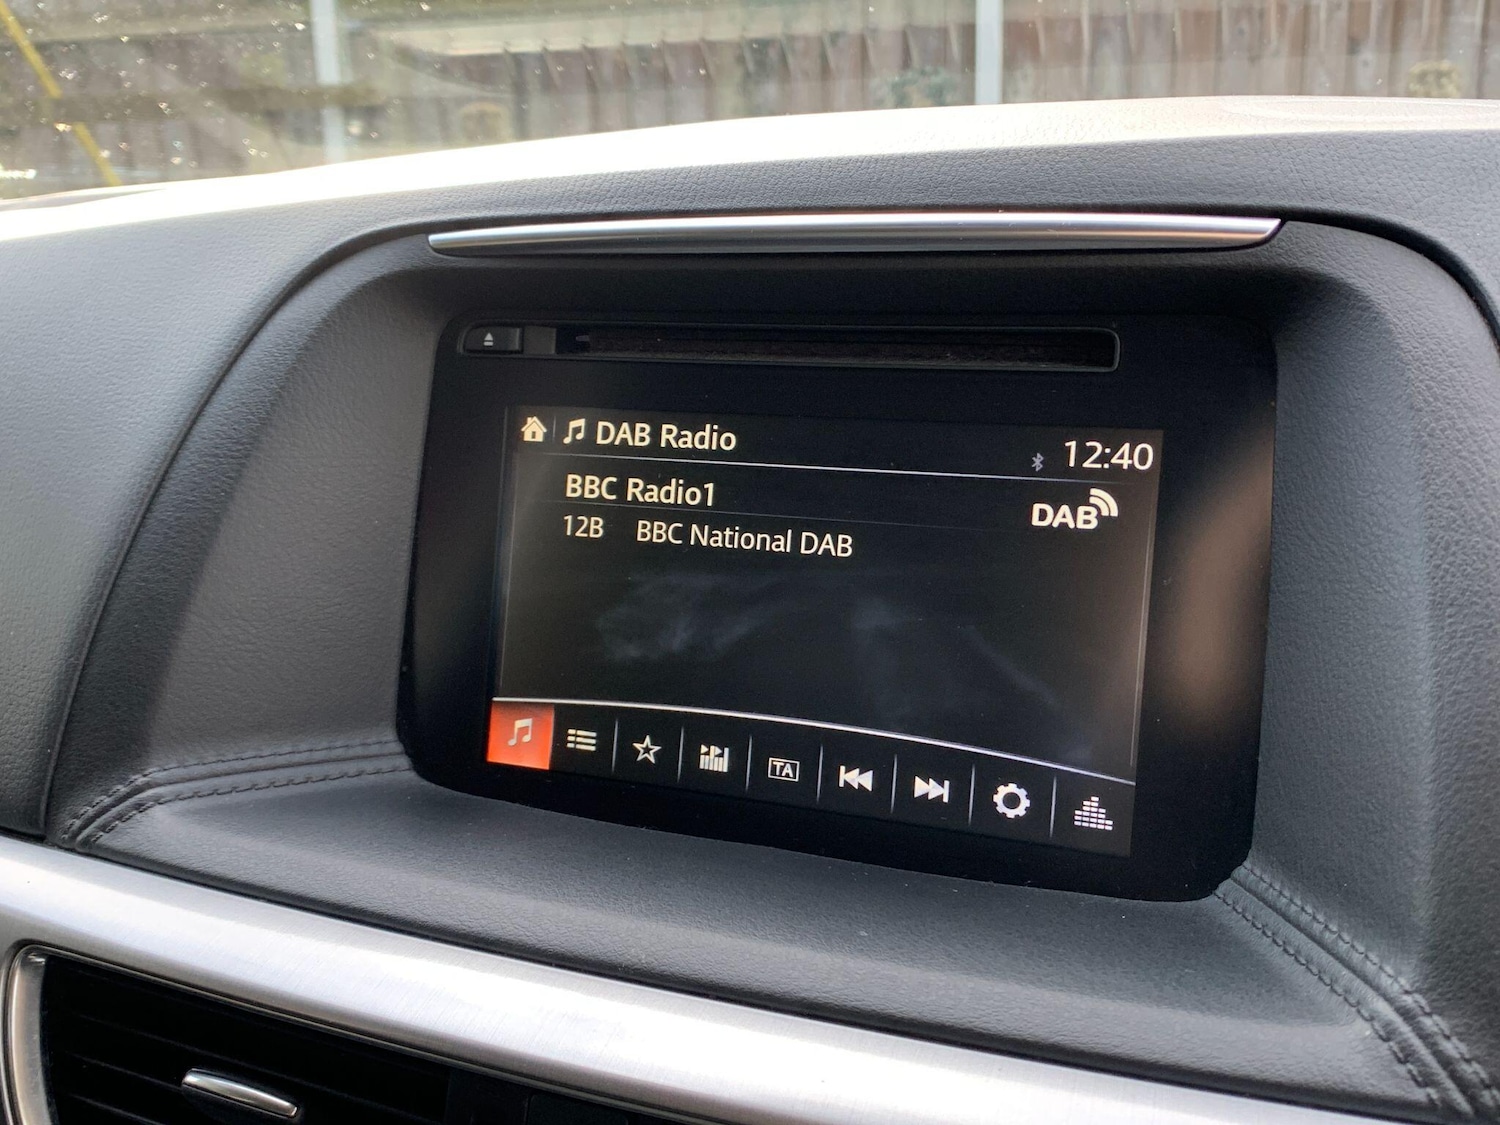 DAB Radio
12:40
BBC Radio1
DAB
12B BBC National DAB
TA